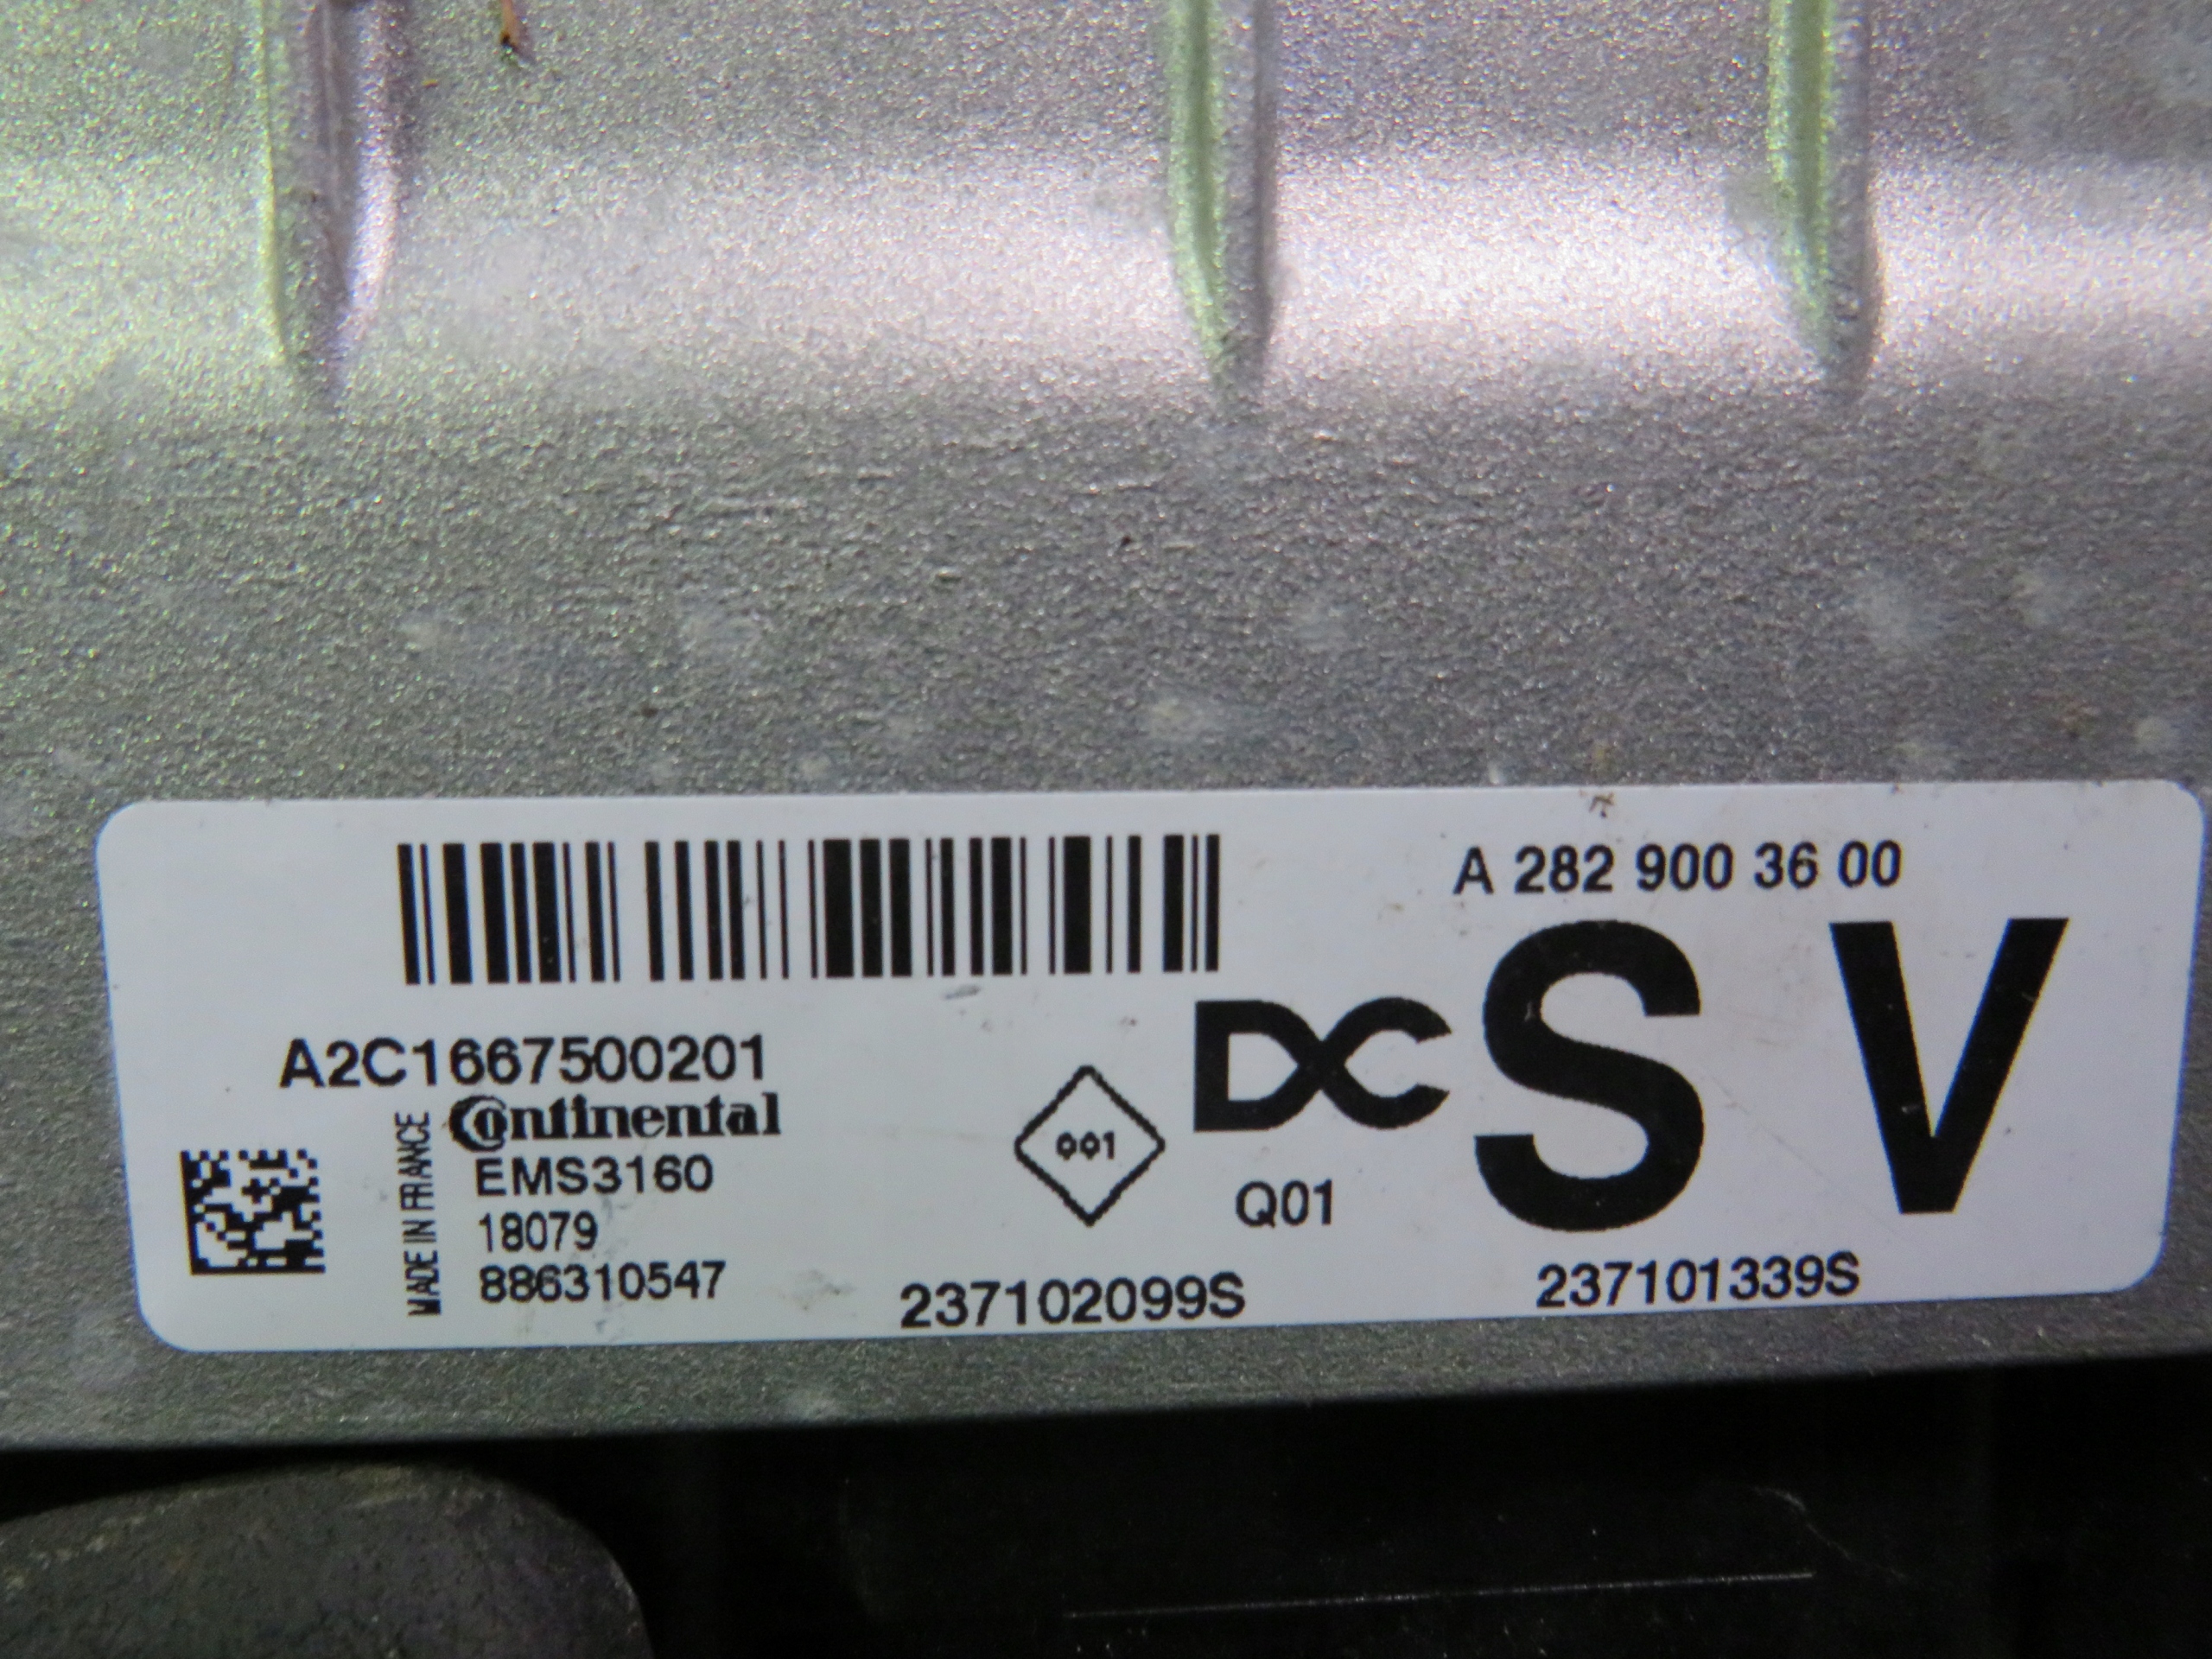 A 282 900 36 00
A2C1667500201
Continental
MADE IN FRANCE
EMS3160
18079
886310547
001
DC
Q01
S V
237102099S
237101339S